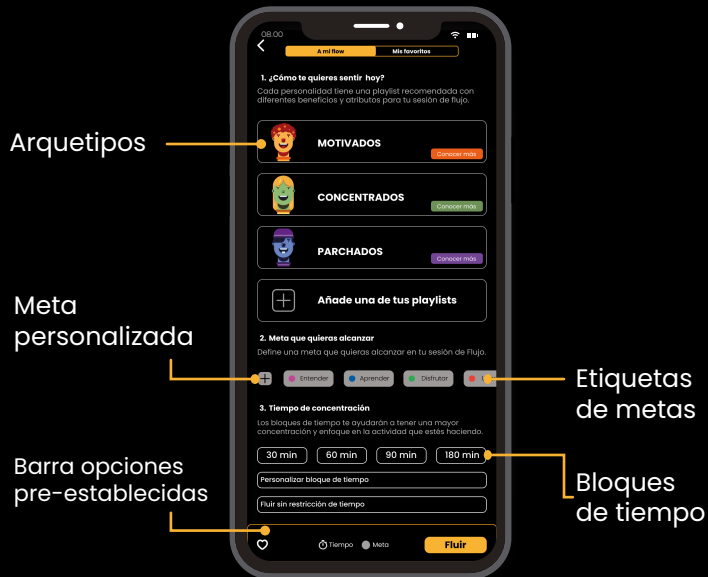 08.00
A mi flow
Mis favoritos
1. ¿Cómo te quieres sentir hoy?
Cada personalidad tiene una playlist recomendada con
diferentes beneficios y atributos para tu sesión de flujo.
Arquetipos
MOTIVADOS
Conocer más
CONCENTRADOS
Conocer más
PARCHADOS
Conocer más
Añade una de tus playlists
Meta
personalizada
2. Meta que quieras alcanzar
Define una meta que quieras alcanzar en tu sesión de Flujo.
Entender
Aprender
Disfrutar
Etiquetas
de metas
3. Tiempo de concentración
Los bloques de tiempo te ayudarán a tener una mayor
concentración y enfoque en la actividad que estés haciendo.
30 min
60 min
90 min
180 min
Personalizar bloque de tiempo
Fluir sin restricción de tiempo
Bloques
de tiempo
Barra opciones
pre-establecidas
Tiempo
Meta
Fluir